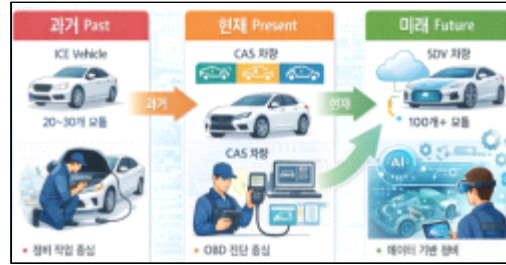 과거 Past
ICE Vehicle
20~30개 모듈
• 정비 작업 중심
과거
현재 Present
CAS 차량
CAS 차량
• OBD 진단 중심
현재
미래 Future
SDV 차량
100개+ 모듈
AI
• 데이터 기반 정비